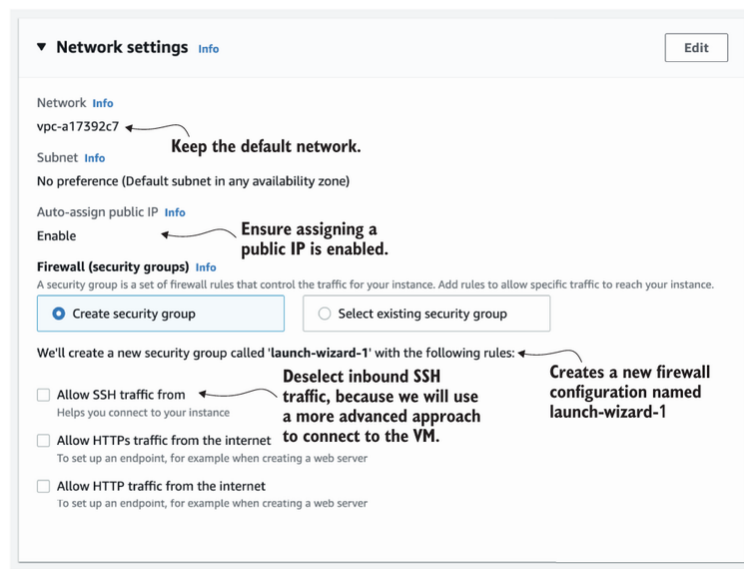 ▼ Network settings Info
Edit
Network Info
vpc-a17392c7
Keep the default network.
Subnet Info
No preference (Default subnet in any availability zone)
Auto-assign public IP Info
Enable
Ensure assigning a
public IP is enabled.
Firewall (security groups) Info
A security group is a set of firewall rules that control the traffic for your instance. Add rules to allow specific traffic to reach your instance.
Create security group
Select existing security group
We'll create a new security group called 'launch-wizard-1' with the following rules:
Creates a new firewall
configuration named
launch-wizard-1
Deselect inbound SSH
traffic, because we will use
a more advanced approach
to connect to the VM.
Allow SSH traffic from
Helps you connect to your instance
Allow HTTPs traffic from the internet
To set up an endpoint, for example when creating a web server
Allow HTTP traffic from the internet
To set up an endpoint, for example when creating a web server